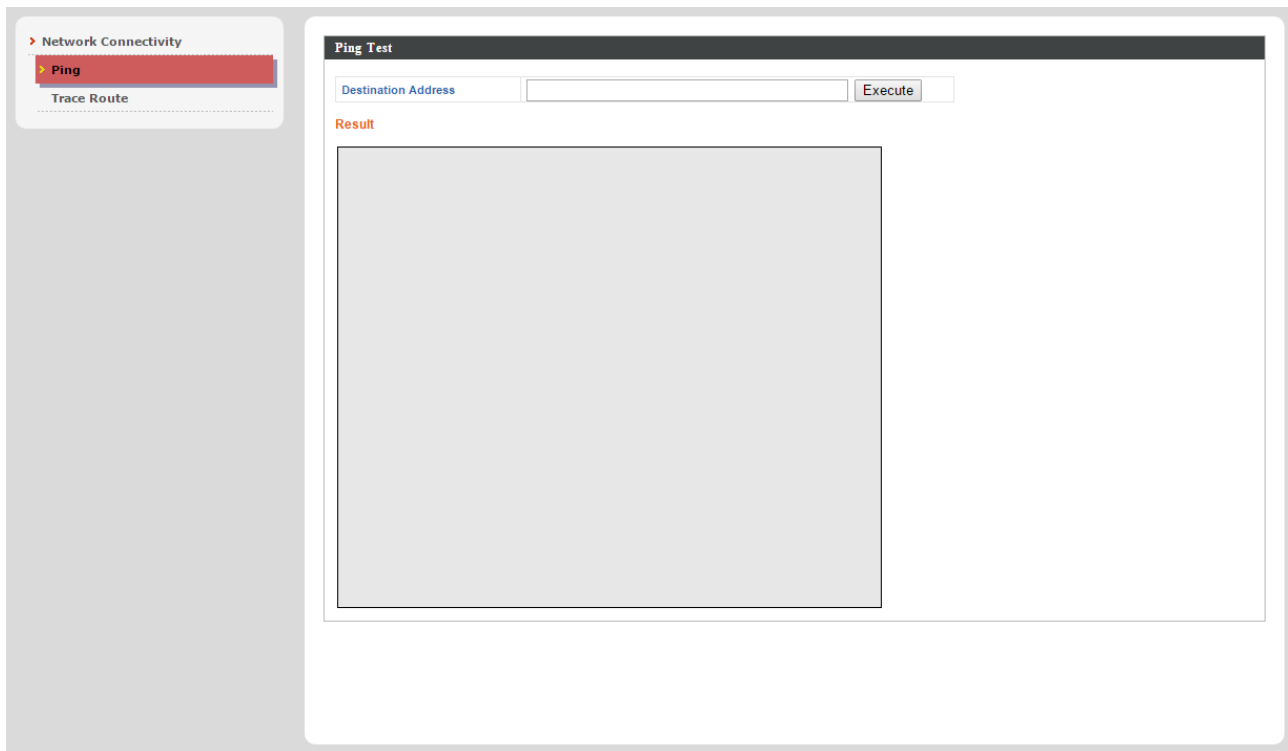 Network Connectivity
Ping
Trace Route
Ping Test
Destination Address
Execute
Result